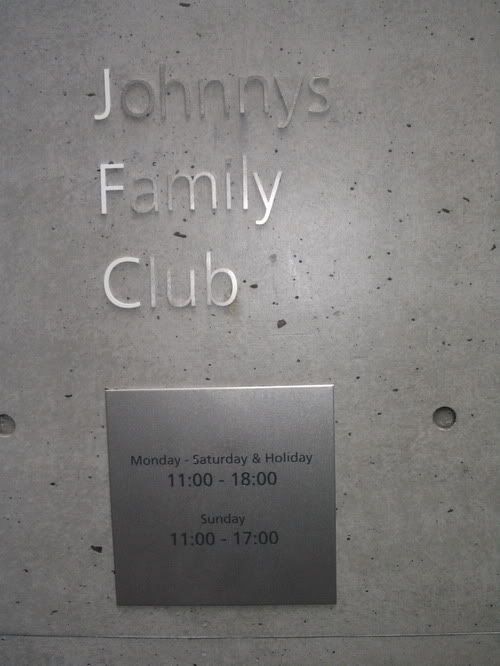 Johnnys
Family
Club
Monday - Saturday & Holiday
11:00 - 18:00
Sunday
11:00 - 17:00